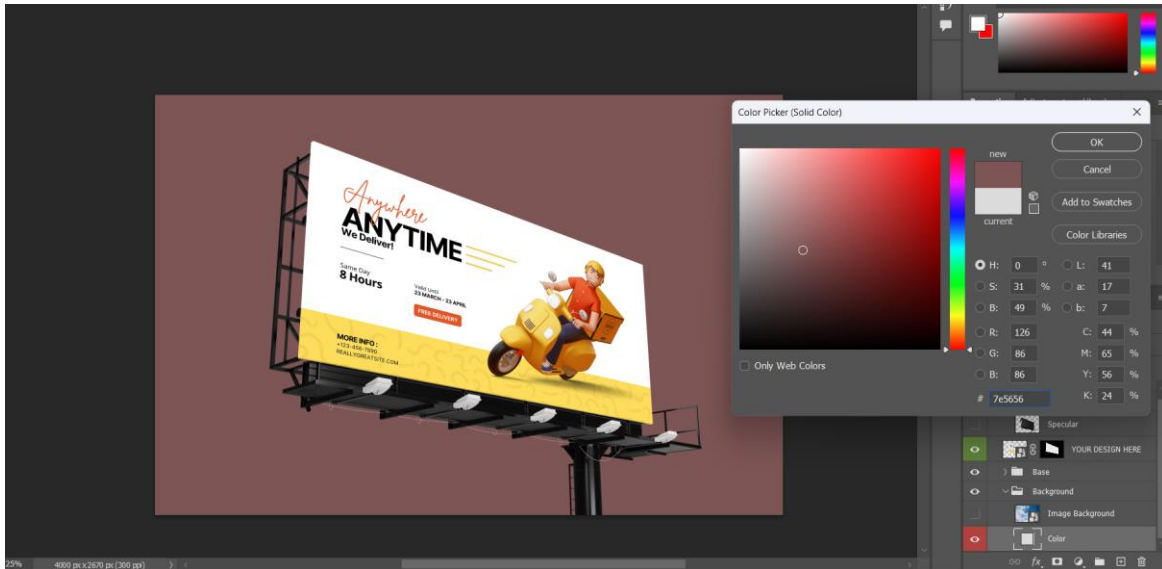 Anywhere
ANYTIME
We Deliver!
Same Day
8 Hours
Valid Until
23 MARCH - 23 APRIL
FREE DELIVERY
MORE INFO :
+123-456-7890
REALLYGREATSITE.COM
Color Picker (Solid Color)
new
current
OK
Cancel
Add to Swatches
Color Libraries
H: 0 ° L: 41
S: 31 % a: 17
B: 49 % b: 7
R: 126 C: 44 %
G: 86 M: 65 %
B: 86 Y: 56 %
# 7e5656 K: 24 %
Only Web Colors
Specular
YOUR DESIGN HERE
Base
Background
Image Background
Color
25% 4000 px x 2670 px (300 ppi)
fx